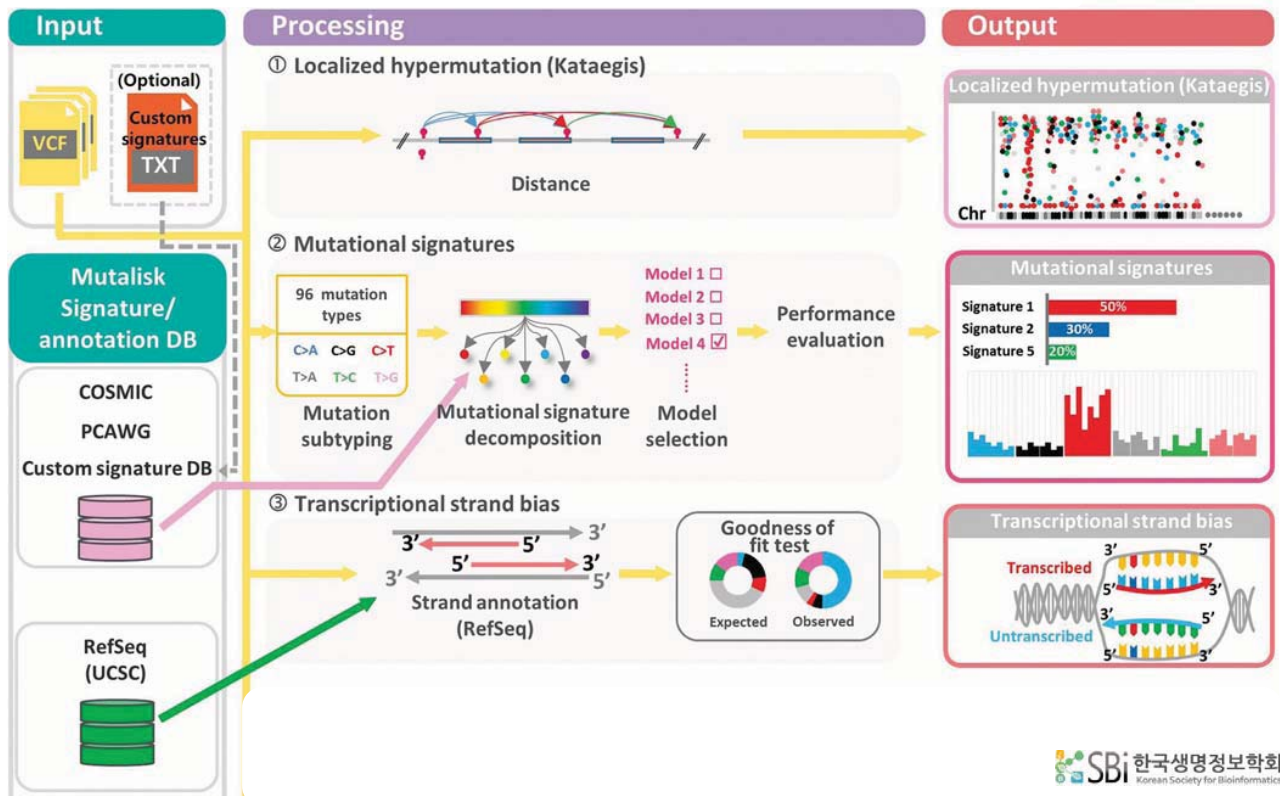 Input
(Optional)
VCF
Custom
signatures
TXT
Mutalisk
Signature/
annotation DB
COSMIC
PCAWG
Custom signature DB
RefSeq
(UCSC)
Processing
① Localized hypermutation (Kataegis)
Distance
② Mutational signatures
96 mutation
types
C>A C>G C>T
T>A T>C T>G
Mutation
subtyping
Mutational signature
decomposition
Model 1
Model 2
Model 3
Model 4
Model
selection
Performance
evaluation
③ Transcriptional strand bias
3’
3’ 5’
5’ 3’
3’ 5’
Strand annotation
(RefSeq)
Goodness of
fit test
Expected Observed
Output
Localized hypermutation (Kataegis)
Chr
Mutational signatures
Signature 1 50%
Signature 2 30%
Signature 5 20%
Transcriptional strand bias
3’ 5’
Transcribed
5’ 3’
3’ 5’
Untranscribed
5’ 3’
SBi 한국생명정보학회
Korean Society for Bioinformatics